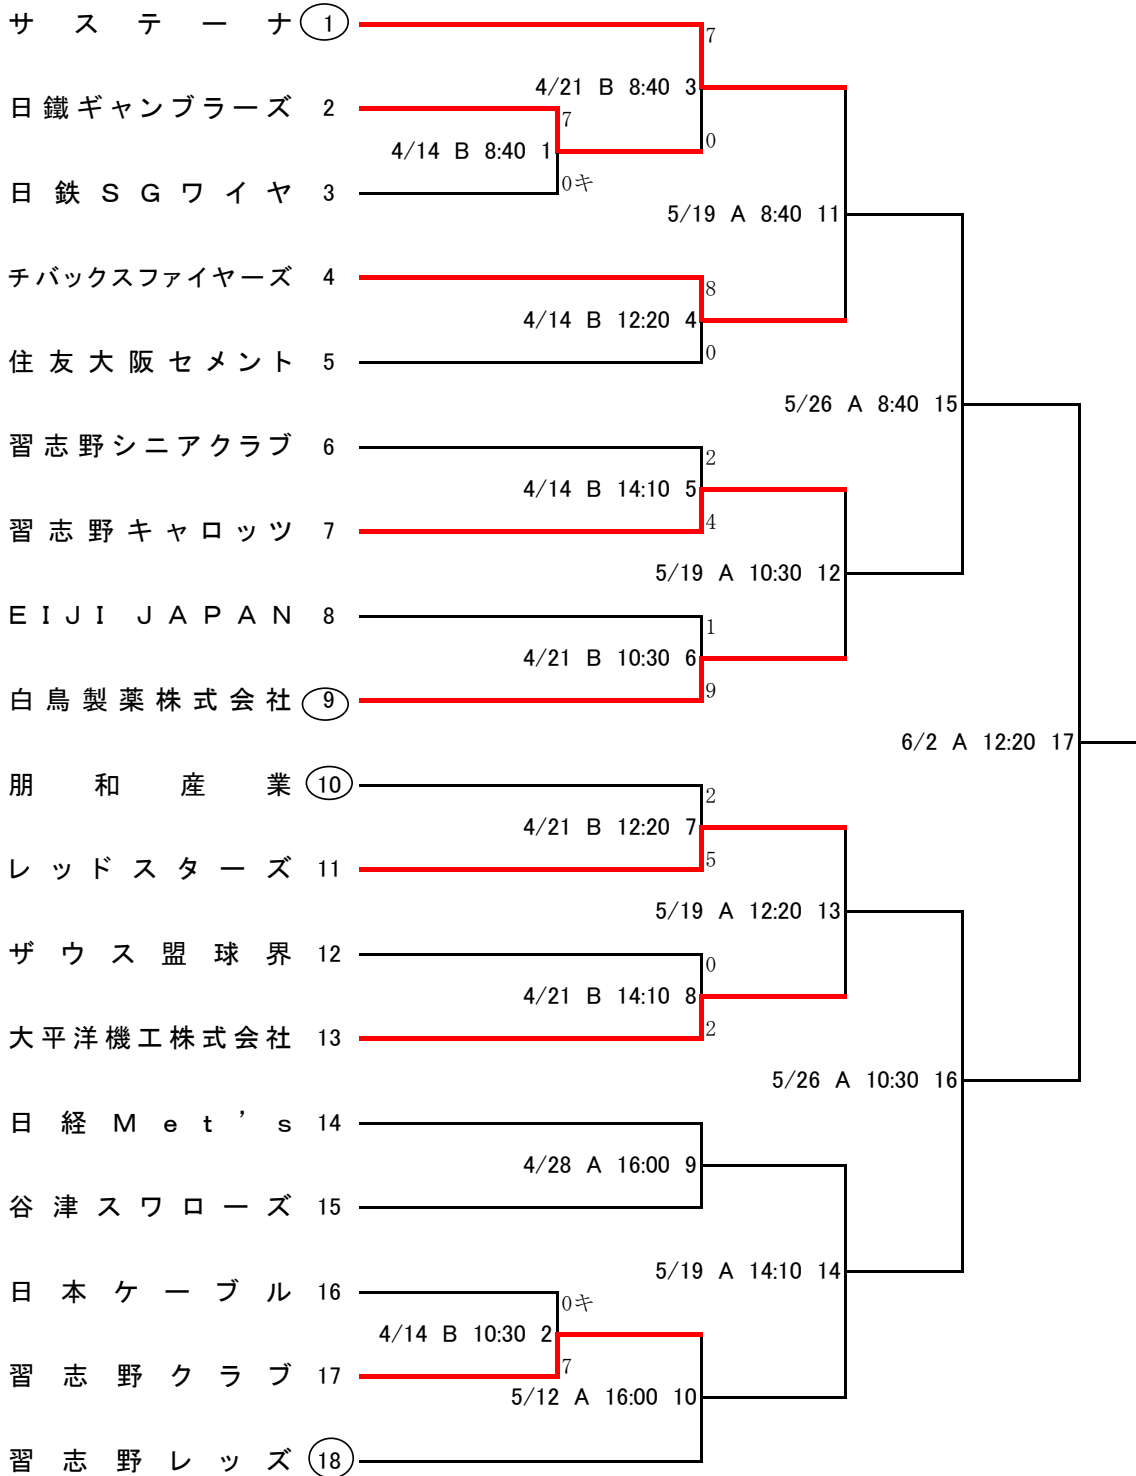 サステーナ 1
7
4/21 B 8:40 3
日鐵ギャンブラーズ 2
7
0
4/14 B 8:40 1
日鉄SGワイヤ 3
0キ
5/19 A 8:40 11
チバックスファイヤーズ 4
8
4/14 B 12:20 4
0
住友大阪セメント 5
5/26 A 8:40 15
習志野シニアクラブ 6
2
4/14 B 14:10 5
4
習志野キャロッツ 7
5/19 A 10:30 12
EIJI JAPAN 8
1
4/21 B 10:30 6
9
白鳥製薬株式会社 9
6/2 A 12:20 17
朋和産業 10
2
4/21 B 12:20 7
5
レッドスターズ 11
5/19 A 12:20 13
ザウス盟球界 12
0
4/21 B 14:10 8
2
大平洋機工株式会社 13
5/26 A 10:30 16
日経Met's 14
4/28 A 16:00 9
谷津スワローズ 15
5/19 A 14:10 14
日本ケーブル 16
0キ
4/14 B 10:30 2
7
習志野クラブ 17
5/12 A 16:00 10
習志野レッズ 18